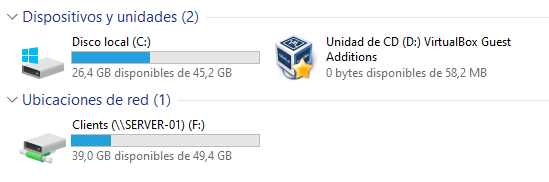 Dispositivos y unidades (2)
Disco local (C:)
26,4 GB disponibles de 45,2 GB
Unidad de CD (D:) VirtualBox Guest
Additions
0 bytes disponibles de 58,2 MB
Ubicaciones de red (1)
Clients (\\SERVER-01) (F:)
39,0 GB disponibles de 49,4 GB